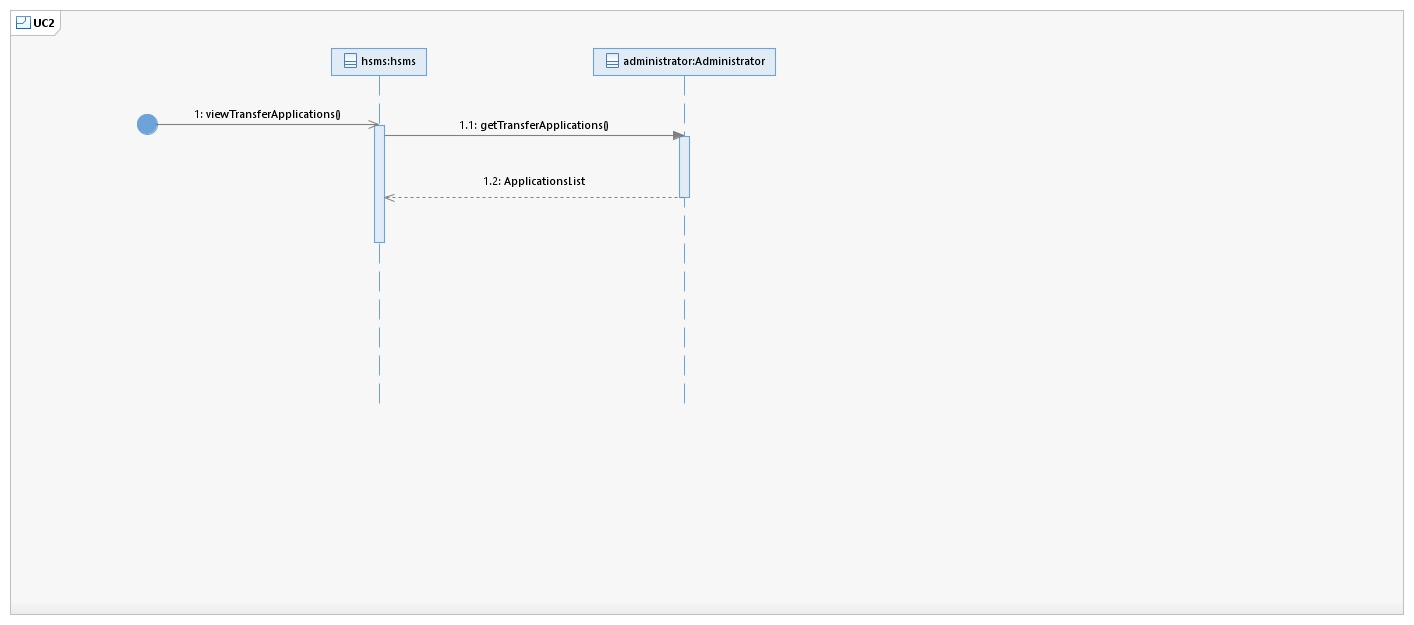 UC2
hsms:hsms
administrator:Administrator
1: viewTransferApplications()
1.1: getTransferApplications()
1.2: ApplicationsList